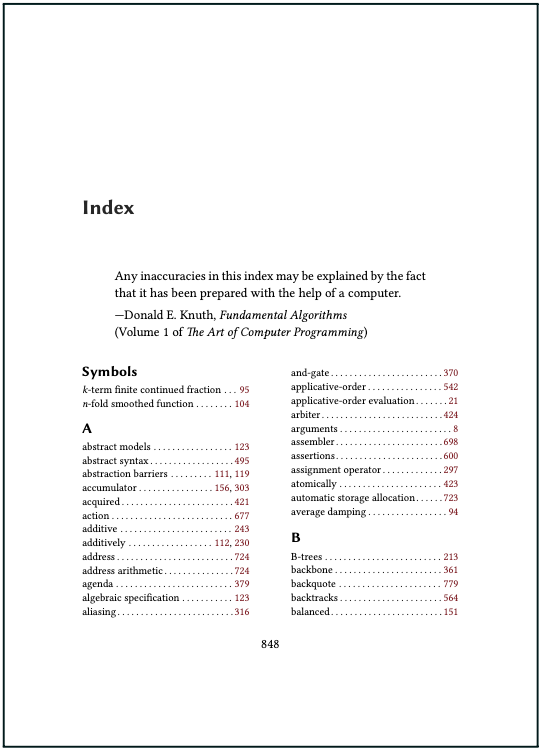 Index
Any inaccuracies in this index may be explained by the fact
that it has been prepared with the help of a computer.
—Donald E. Knuth, Fundamental Algorithms
(Volume 1 of The Art of Computer Programming)
Symbols
k-term finite continued fraction . . . 95
n-fold smoothed function . . . . . . . . 104
A
abstract models . . . . . . . . . . . . . . . . . 123
abstract syntax . . . . . . . . . . . . . . . . . . 495
abstraction barriers . . . . . . . . . 111, 119
accumulator . . . . . . . . . . . . . . . 156, 303
acquired . . . . . . . . . . . . . . . . . . . . . . . . 421
action . . . . . . . . . . . . . . . . . . . . . . . . . . 677
additive . . . . . . . . . . . . . . . . . . . . . . . . 243
additively . . . . . . . . . . . . . . . . . 112, 230
address . . . . . . . . . . . . . . . . . . . . . . . . . 724
address arithmetic . . . . . . . . . . . . . . . 724
agenda . . . . . . . . . . . . . . . . . . . . . . . . . 379
algebraic specification . . . . . . . . . . . 123
aliasing . . . . . . . . . . . . . . . . . . . . . . . . . 316
and-gate . . . . . . . . . . . . . . . . . . . . . . . . 370
applicative-order . . . . . . . . . . . . . . . . 542
applicative-order evaluation . . . . . . . 21
arbiter . . . . . . . . . . . . . . . . . . . . . . . . . . 424
arguments . . . . . . . . . . . . . . . . . . . . . . . . 8
assembler . . . . . . . . . . . . . . . . . . . . . . . 698
assertions . . . . . . . . . . . . . . . . . . . . . . . 600
assignment operator . . . . . . . . . . . . . 297
atomically . . . . . . . . . . . . . . . . . . . . . . 423
automatic storage allocation . . . . . . 723
average damping . . . . . . . . . . . . . . . . . 94
B
B-trees . . . . . . . . . . . . . . . . . . . . . . . . . 213
backbone . . . . . . . . . . . . . . . . . . . . . . . 361
backquote . . . . . . . . . . . . . . . . . . . . . . 779
backtracks . . . . . . . . . . . . . . . . . . . . . . 564
balanced . . . . . . . . . . . . . . . . . . . . . . . . 151
848